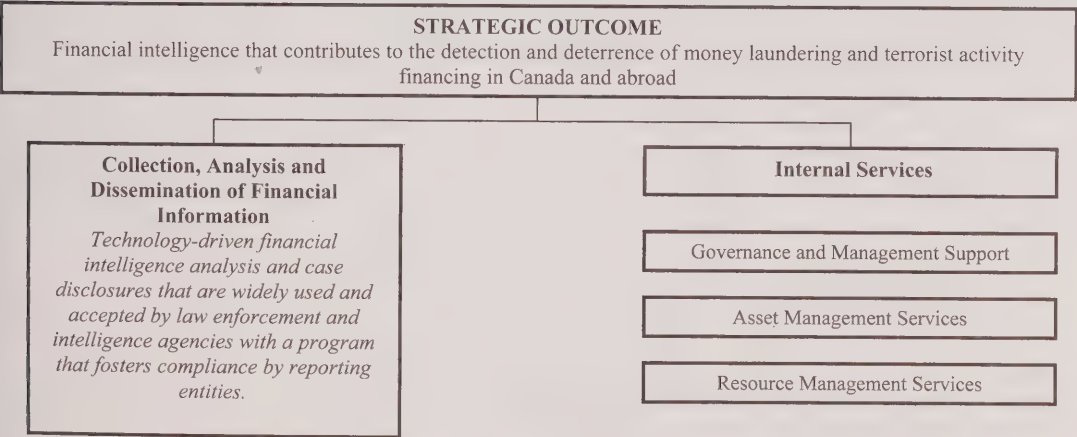 STRATEGIC OUTCOME
Financial intelligence that contributes to the detection and deterrence of money laundering and terrorist activity
financing in Canada and abroad
Collection, Analysis and
Dissemination of Financial
Information
Technology-driven financial
intelligence analysis and case
disclosures that are widely used and
accepted by law enforcement and
intelligence agencies with a program
that fosters compliance by reporting
entities.
Internal Services
Governance and Management Support
Asset Management Services
Resource Management Services